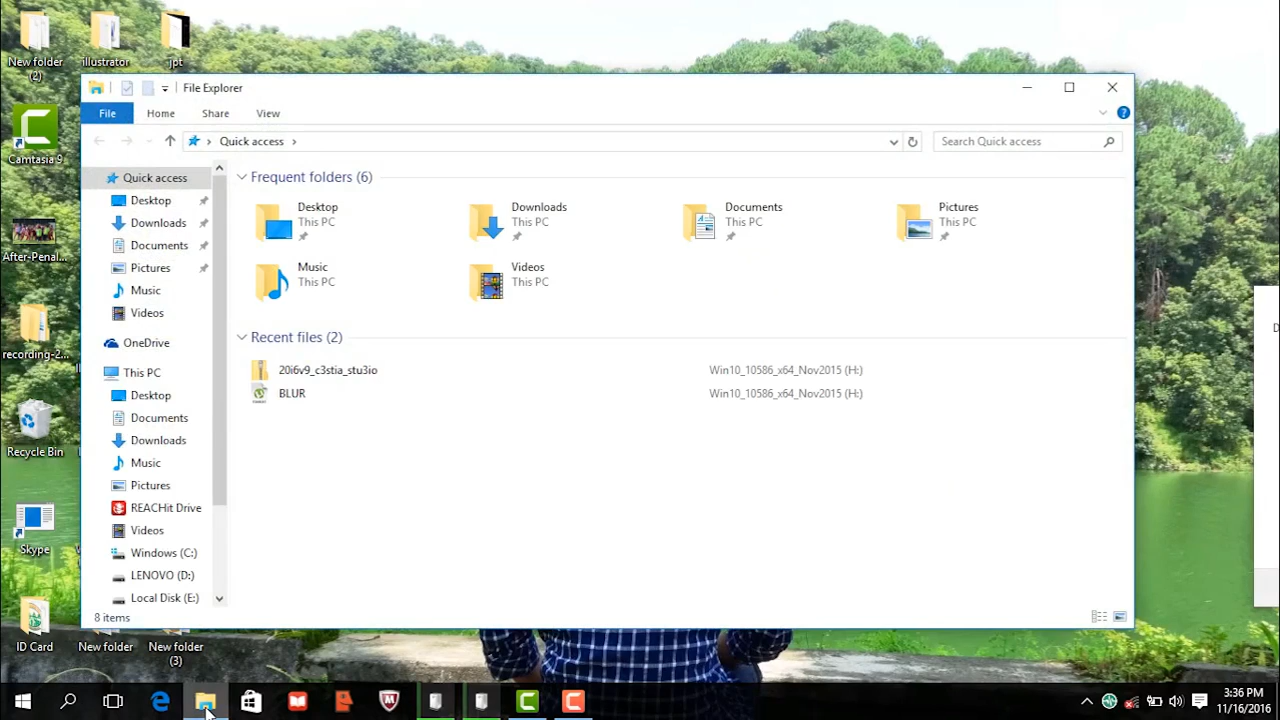 New folder
(2)
illustrator
jpt
Camtasia 9
After-Penal...
recording-2...
Recycle Bin
Skype
ID Card
New folder
New folder
(3)
File Explorer
File
Home
Share
View
Quick access
Search Quick access
Quick access
Desktop
Downloads
Documents
Pictures
Music
Videos
OneDrive
This PC
Desktop
Documents
Downloads
Music
Pictures
REACHit Drive
Videos
Windows (C:)
LENOVO (D:)
Local Disk (E:)
Frequent folders (6)
Desktop
This PC
Downloads
This PC
Documents
This PC
Pictures
This PC
Music
This PC
Videos
This PC
Recent files (2)
20i6v9_c3stia_stu3io
Win10_10586_x64_Nov2015 (H:)
BLUR
Win10_10586_x64_Nov2015 (H:)
8 items
3:36 PM
11/16/2016